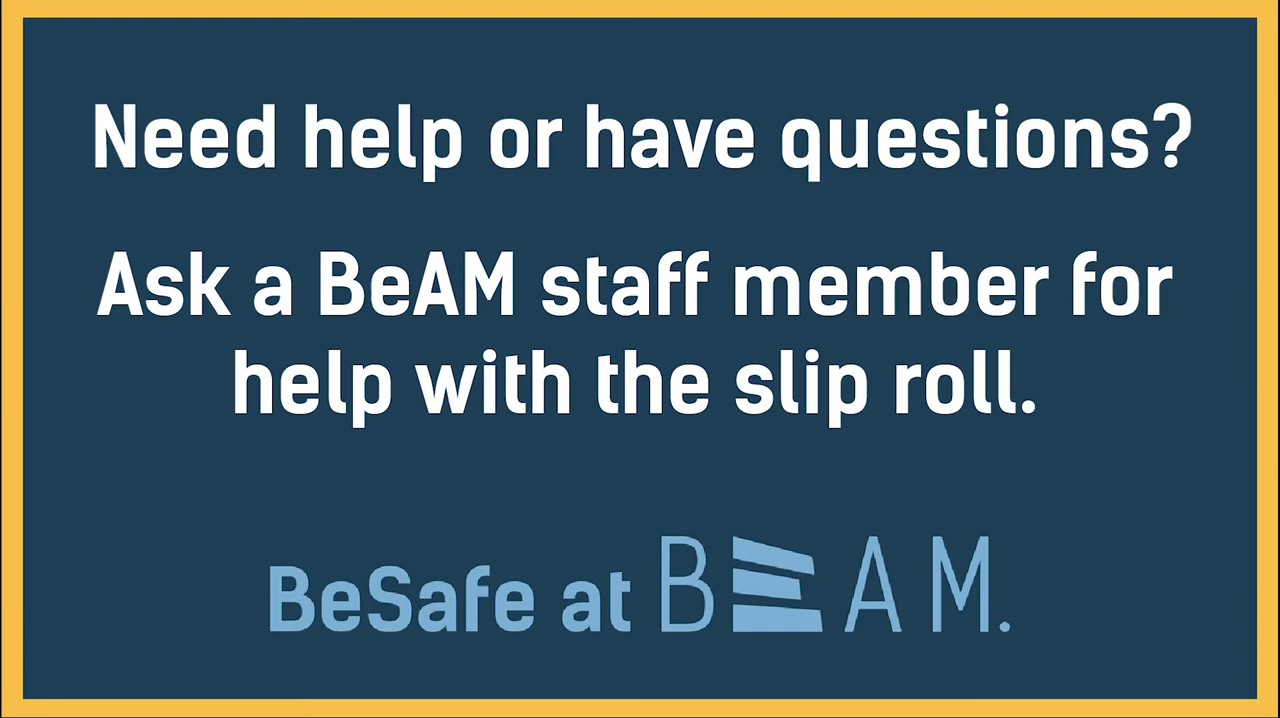 Need help or have questions?
Ask a BeAM staff member for
help with the slip roll.
BeSafe at BEAM.